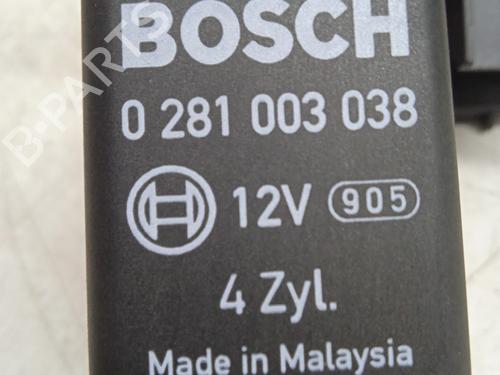 BOSCH
0 281 003 038
12V 905
4 Zyl.
Made in Malaysia
B-PARTS